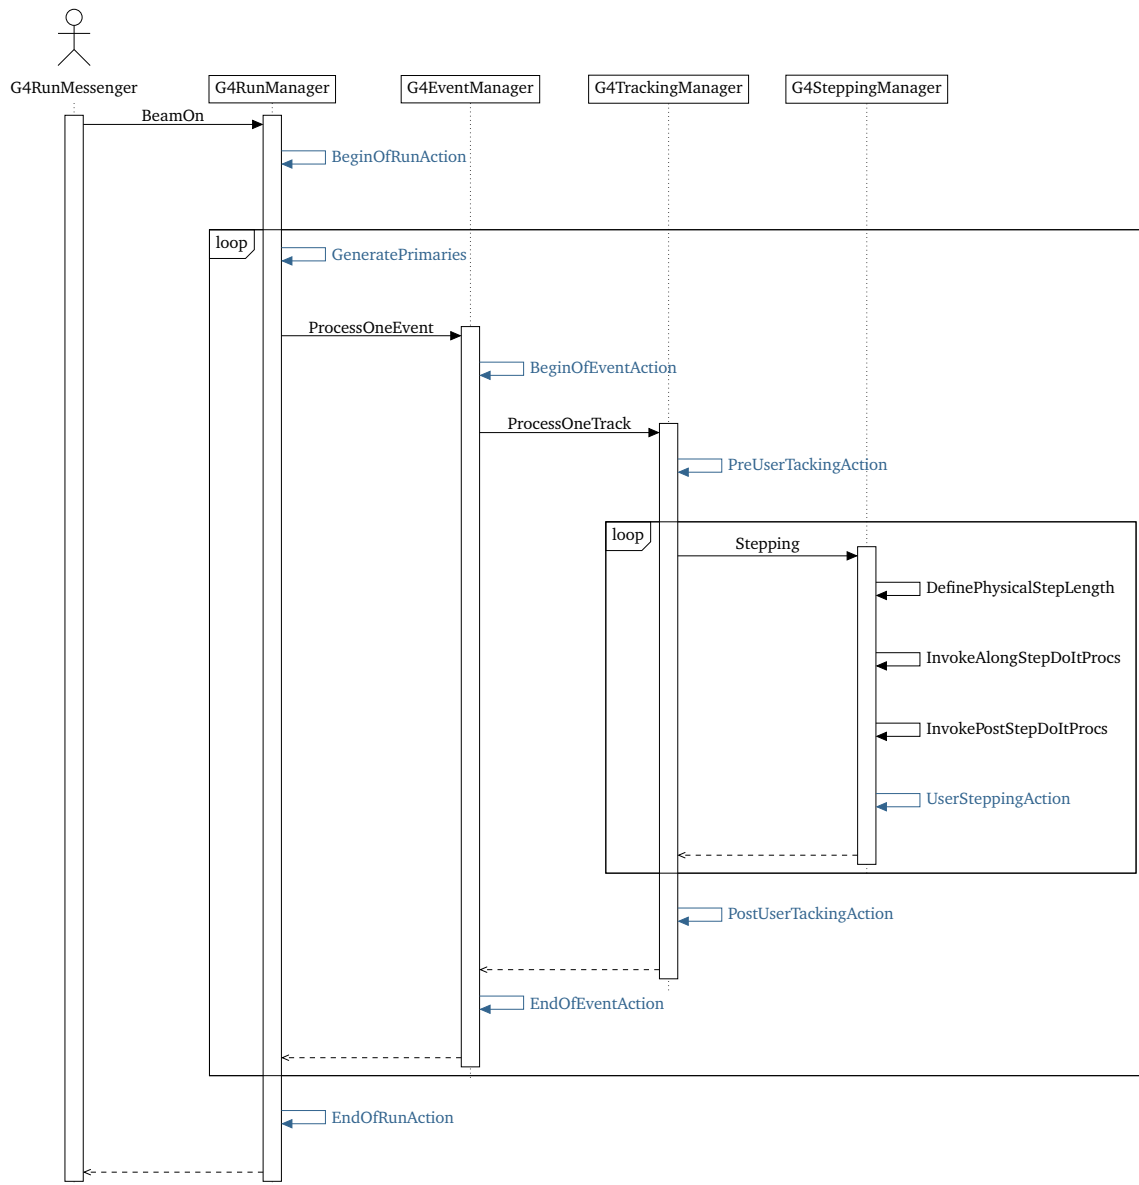 G4RunMessenger
G4RunManager
G4EventManager
G4TrackingManager
G4SteppingManager
BeamOn
BeginOfRunAction
loop
GeneratePrimaries
ProcessOneEvent
BeginOfEventAction
ProcessOneTrack
PreUserTackingAction
loop
Stepping
DefinePhysicalStepLength
InvokeAlongStepDoItProcs
InvokePostStepDoItProcs
UserSteppingAction
PostUserTackingAction
EndOfEventAction
EndOfRunAction